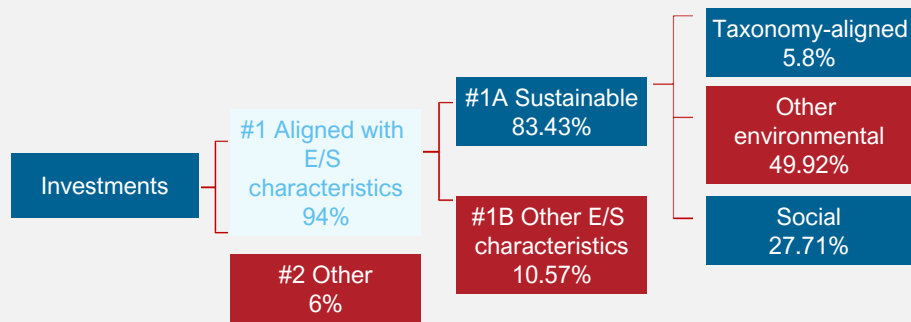 Investments
#1 Aligned with
E/S
characteristics
94%
#2 Other
6%
#1A Sustainable
83.43%
#1B Other E/S
characteristics
10.57%
Taxonomy-aligned
5.8%
Other
environmental
49.92%
Social
27.71%